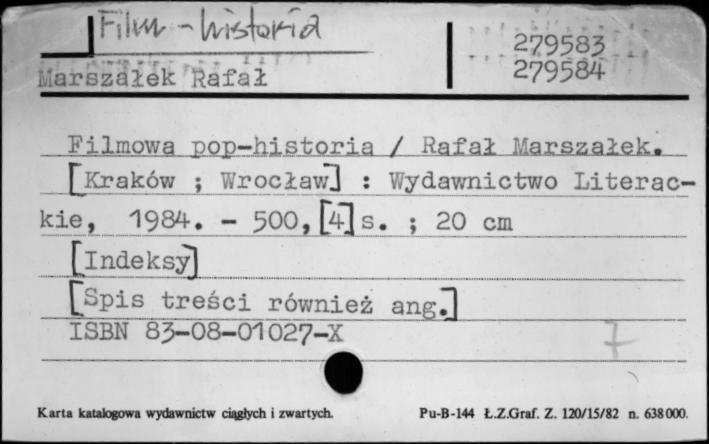 Film - historia
279583
279584
Marszałek Rafał
Filmowa pop-historia / Rafał Marszałek.
[Kraków ; Wrocław] : Wydawnictwo Literac-
kie, 1984. - 500,[4]s. ; 20 cm
[Indeksy]
[Spis treści również ang.]
ISBN 83-08-01027-X
7
Karta katalogowa wydawnictw ciągłych i zwartych.
Pu-B-144 Ł.Z.Graf. Z. 120/15/82 n. 638000.